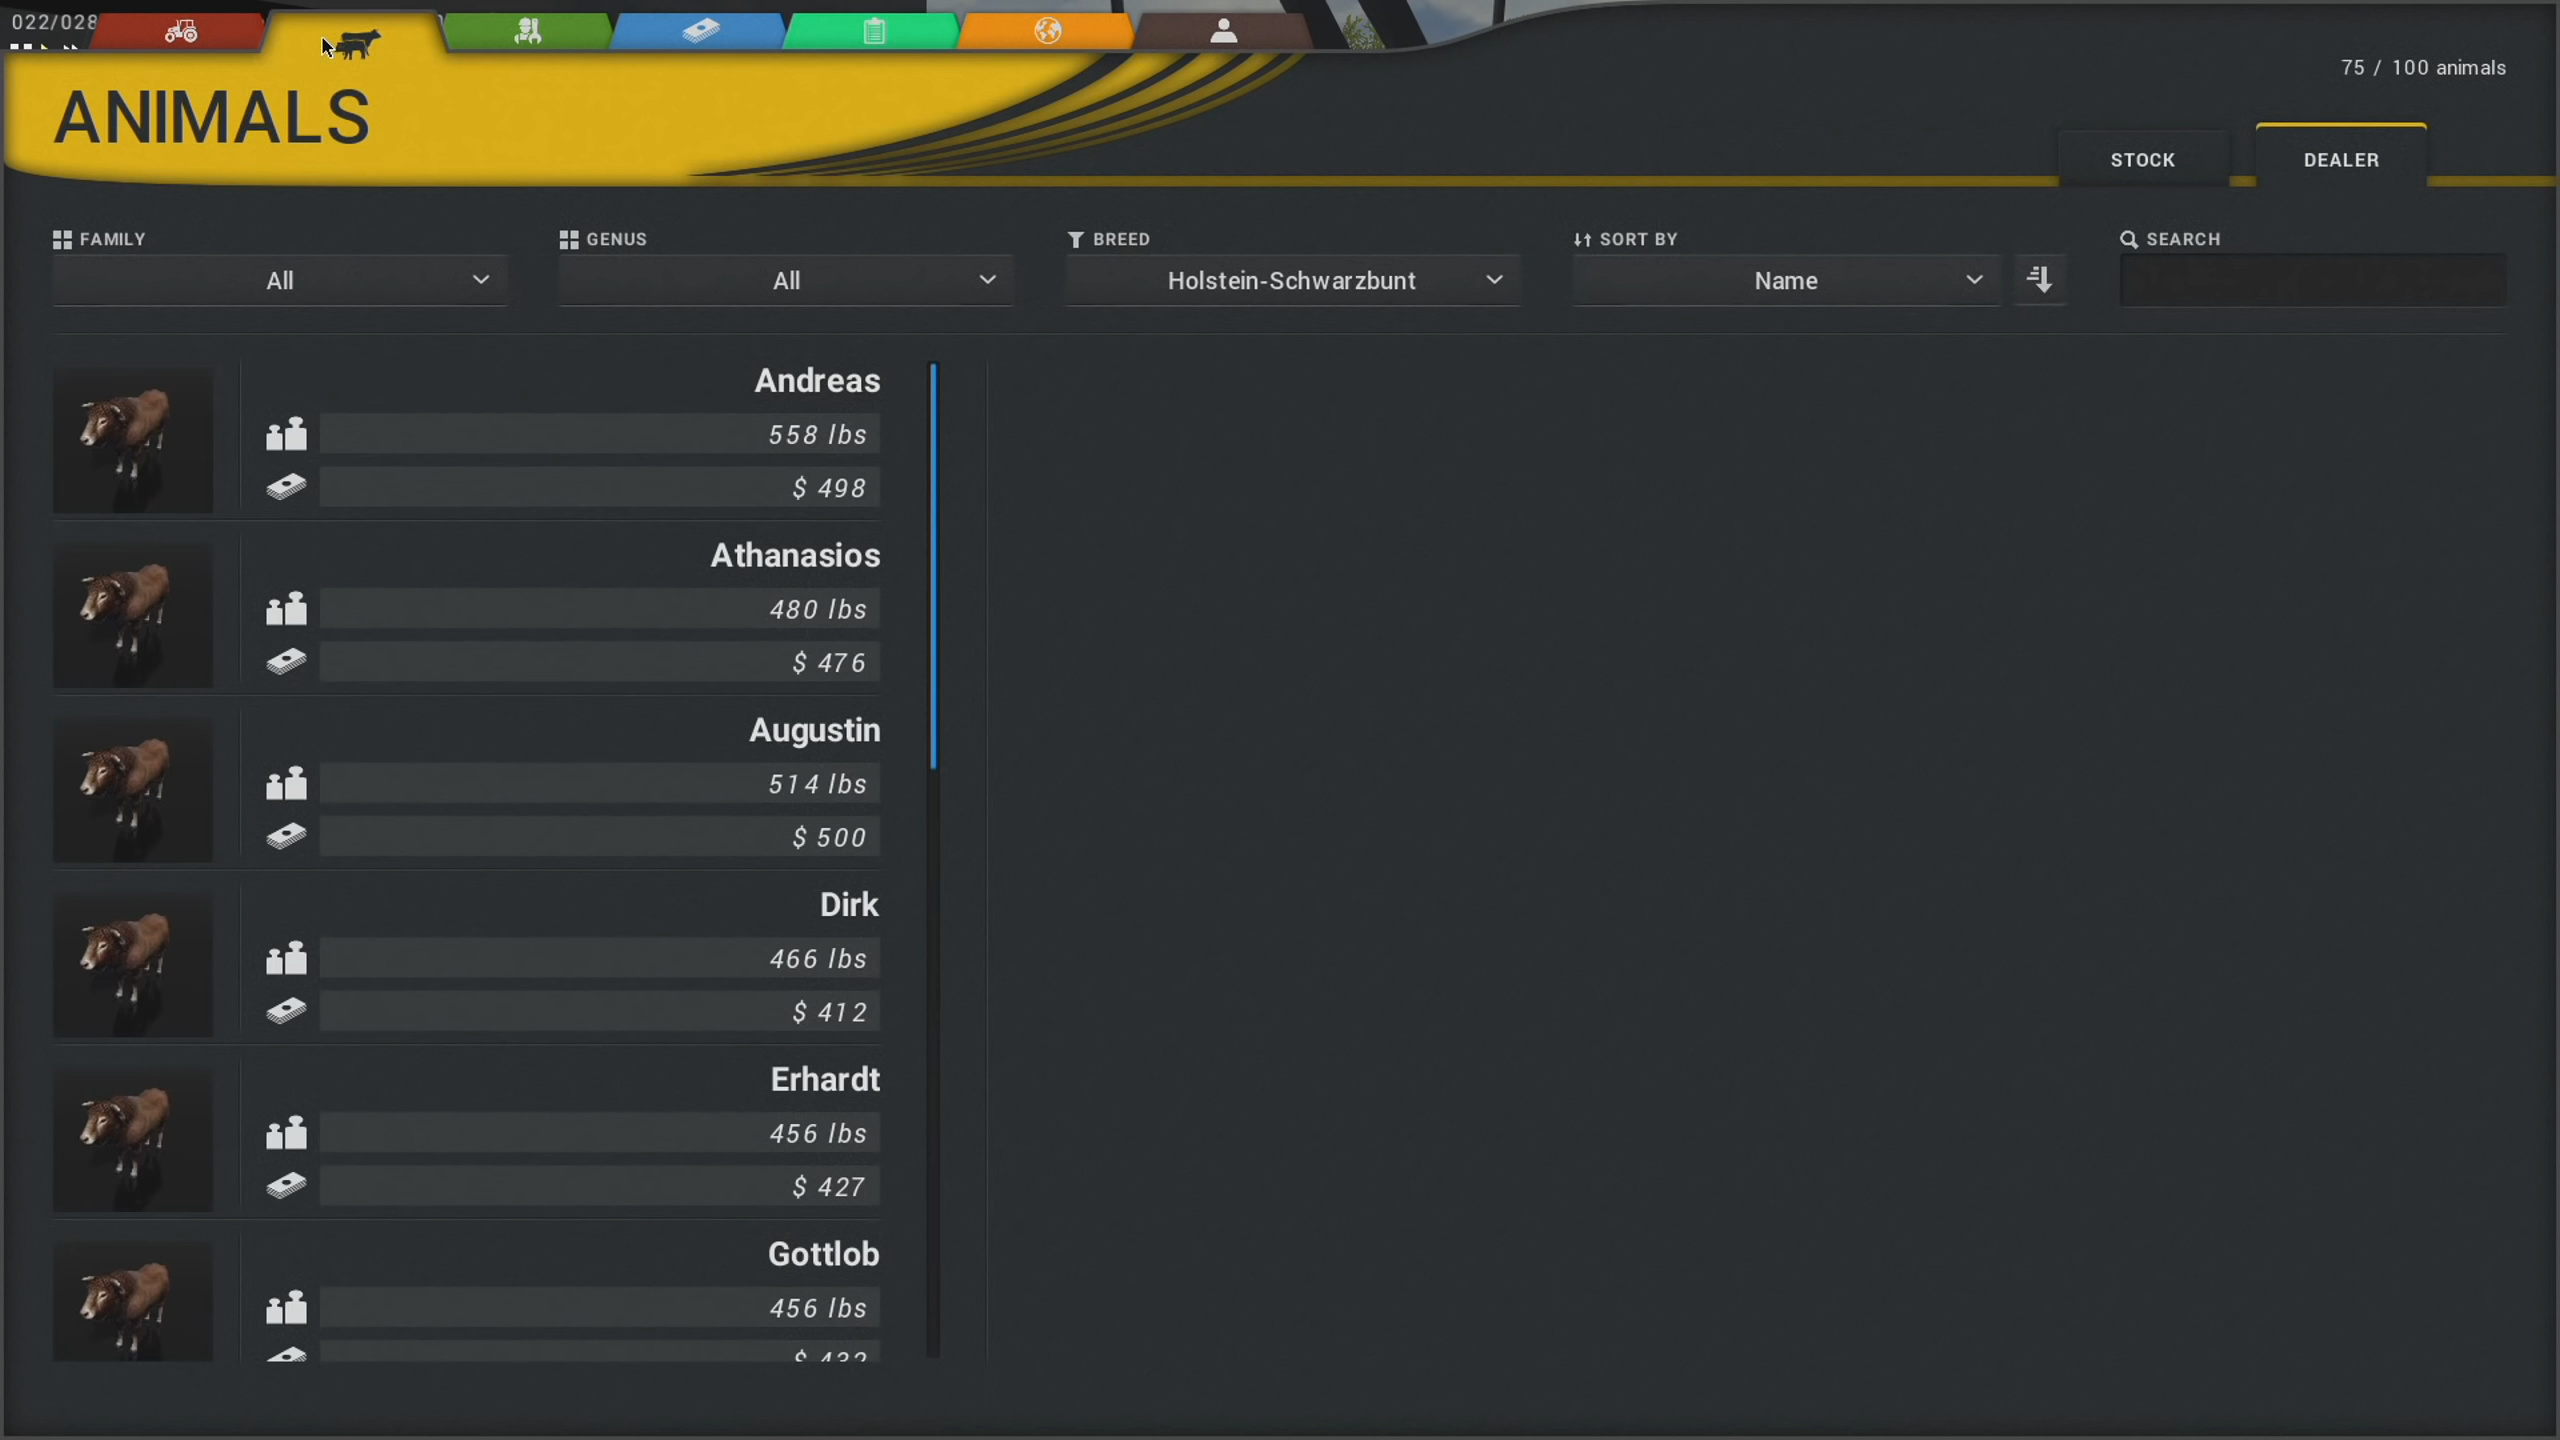 022/028
75 / 100 animals
ANIMALS
STOCK
DEALER
FAMILY
GENUS
BREED
SORT BY
SEARCH
All
All
Holstein-Schwarzbunt
Name
Andreas
558 lbs
$ 498
Athanasios
480 lbs
$ 476
Augustin
514 lbs
$ 500
Dirk
466 lbs
$ 412
Erhardt
456 lbs
$ 427
Gottlob
456 lbs
$ 432